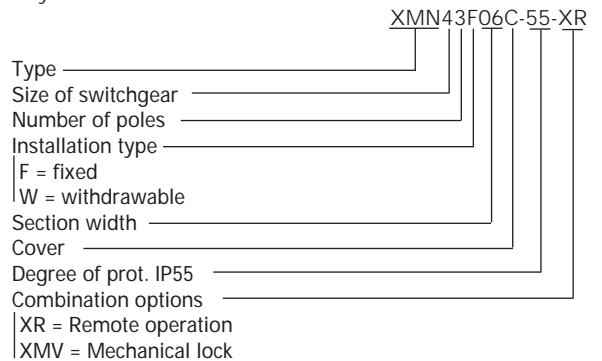 XMN43F06C-55-XR
Type
Size of switchgear
Number of poles
Installation type
F = fixed
W = withdrawable
Section width
Cover
Degree of prot. IP55
Combination options
XR = Remote operation
XMV = Mechanical lock